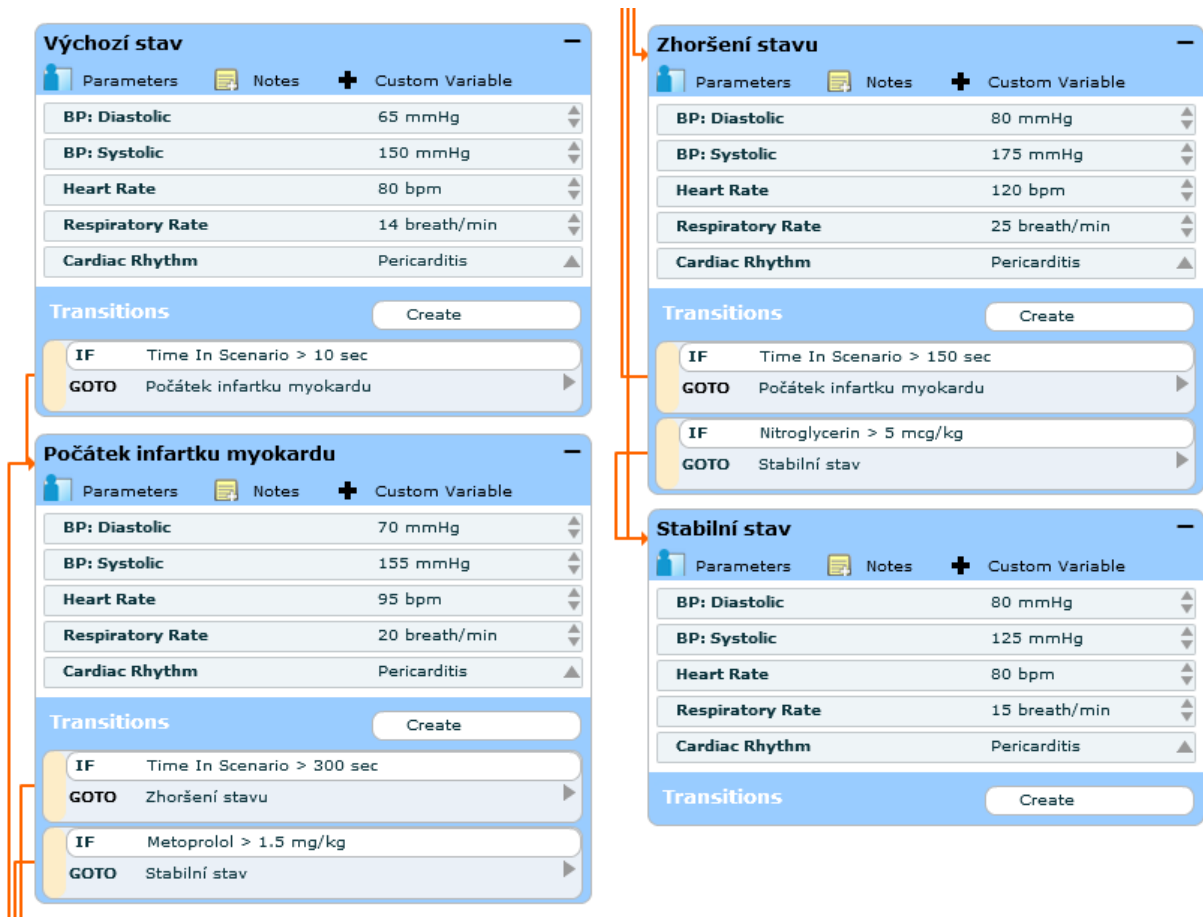 Výchozí stav
Parameters Notes Custom Variable
BP: Diastolic 65 mmHg
BP: Systolic 150 mmHg
Heart Rate 80 bpm
Respiratory Rate 14 breath/min
Cardiac Rhythm Pericarditis
Transitions Create
IF Time In Scenario > 10 sec
GOTO Počátek infartku myokardu
Počátek infartku myokardu
Parameters Notes Custom Variable
BP: Diastolic 70 mmHg
BP: Systolic 155 mmHg
Heart Rate 95 bpm
Respiratory Rate 20 breath/min
Cardiac Rhythm Pericarditis
Transitions Create
IF Time In Scenario > 300 sec
GOTO Zhoršení stavu
IF Metoprolol > 1.5 mg/kg
GOTO Stabilní stav
Zhoršení stavu
Parameters Notes Custom Variable
BP: Diastolic 80 mmHg
BP: Systolic 175 mmHg
Heart Rate 120 bpm
Respiratory Rate 25 breath/min
Cardiac Rhythm Pericarditis
Transitions Create
IF Time In Scenario > 150 sec
GOTO Počátek infartku myokardu
IF Nitroglycerin > 5 mcg/kg
GOTO Stabilní stav
Stabilní stav
Parameters Notes Custom Variable
BP: Diastolic 80 mmHg
BP: Systolic 125 mmHg
Heart Rate 80 bpm
Respiratory Rate 15 breath/min
Cardiac Rhythm Pericarditis
Transitions Create